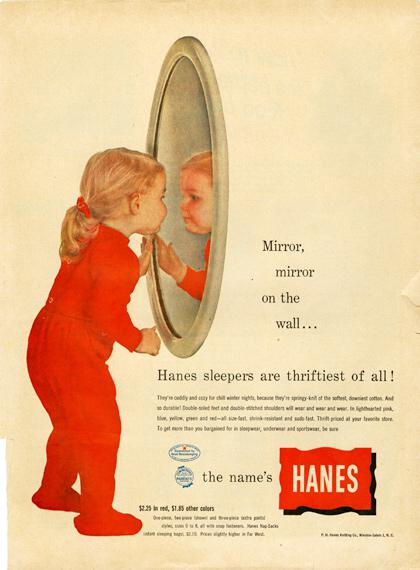 Mirror,
mirror
on the
wall...
Hanes sleepers are thriftiest of all!
They're cuddly and cozy for chill winter nights, because they're springy-knit of the softest, downiest cotton. And
so durable! Double-soled feet and double-stitched shoulders will wear and wear and wear. In lighthearted pink,
blue, yellow, green and red—all size-fast, shrink-resistant and suds-fast. Thrift-priced at your favorite store.
To get more than you bargained for in sleepwear, underwear and sportswear, be sure
the name's HANES
$2.25 in red, $1.85 other colors
One-piece, two-piece (shown) and three-piece (extra pants)
styles, sizes 0 to 8, all with snap fasteners. Hanes Nap-Sacks
infant sleeping bags, $2.10. Prices slightly higher in Far West.
P. H. Hanes Knitting Co., Winston-Salem 1, N. C.